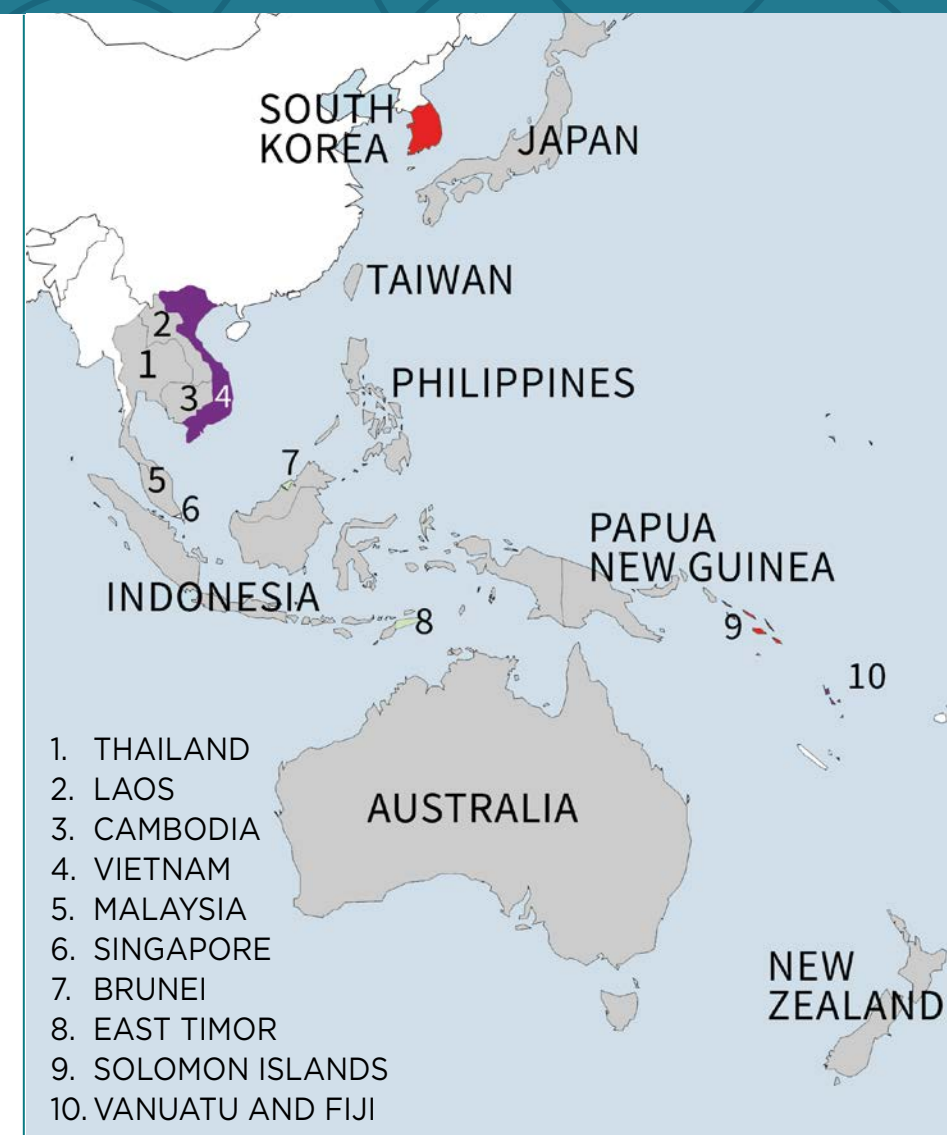 SOUTH
KOREA
JAPAN
TAIWAN
2
1
3
4
PHILIPPINES
7
5
6
PAPUA
NEW GUINEA
INDONESIA
8
9
10
1. THAILAND
2. LAOS
3. CAMBODIA
4. VIETNAM
5. MALAYSIA
6. SINGAPORE
7. BRUNEI
8. EAST TIMOR
9. SOLOMON ISLANDS
10. VANUATU AND FIJI
AUSTRALIA
NEW
ZEALAND